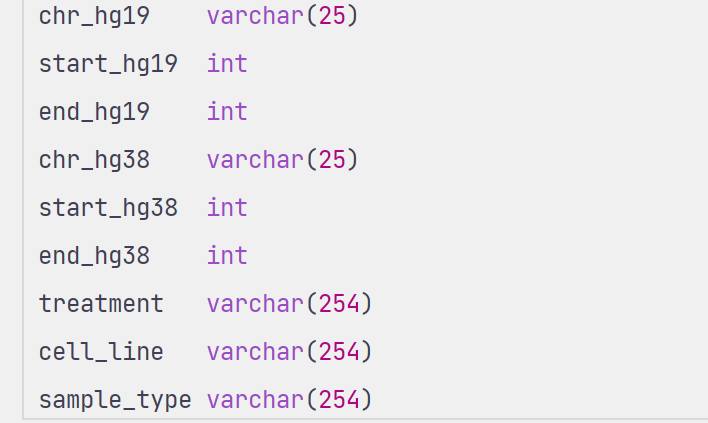 chr_hg19 varchar(25)
start_hg19 int
end_hg19 int
chr_hg38 varchar(25)
start_hg38 int
end_hg38 int
treatment varchar(254)
cell_line varchar(254)
sample_type varchar(254)